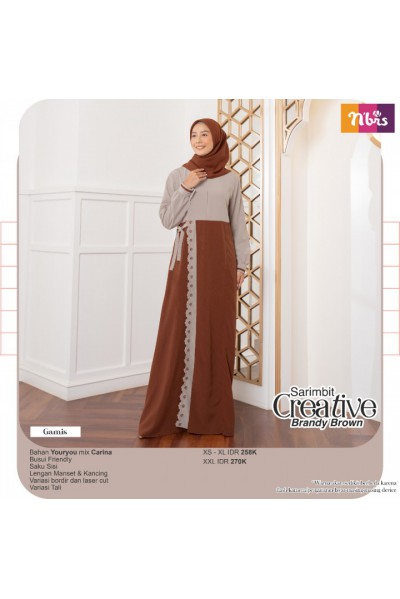 Nbrs
Sarimbit
Creative
Brandy Brown
Gamis
Bahan Youryou mix Carina
Busui Friendly
Saku Sisi
Lengan Manset & Kancing
Variasi bordir dan laser cut
Variasi Tali
XS - XL IDR 258K
XXL IDR 270K
device